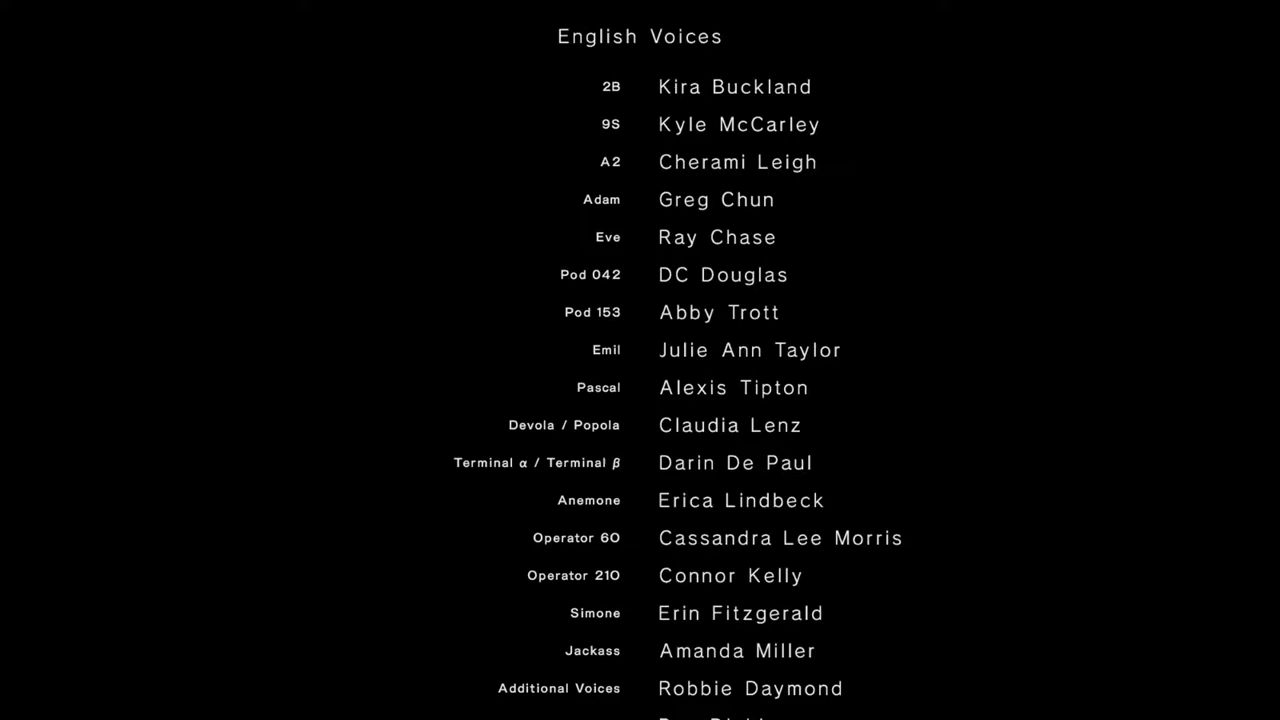 English Voices
2B Kira Buckland
9S Kyle McCarley
A2 Cherami Leigh
Adam Greg Chun
Eve Ray Chase
Pod 042 DC Douglas
Pod 153 Abby Trott
Emil Julie Ann Taylor
Pascal Alexis Tipton
Devola / Popola Claudia Lenz
Terminal α / Terminal β Darin De Paul
Anemone Erica Lindbeck
Operator 6O Cassandra Lee Morris
Operator 21O Connor Kelly
Simone Erin Fitzgerald
Jackass Amanda Miller
Additional Voices Robbie Daymond